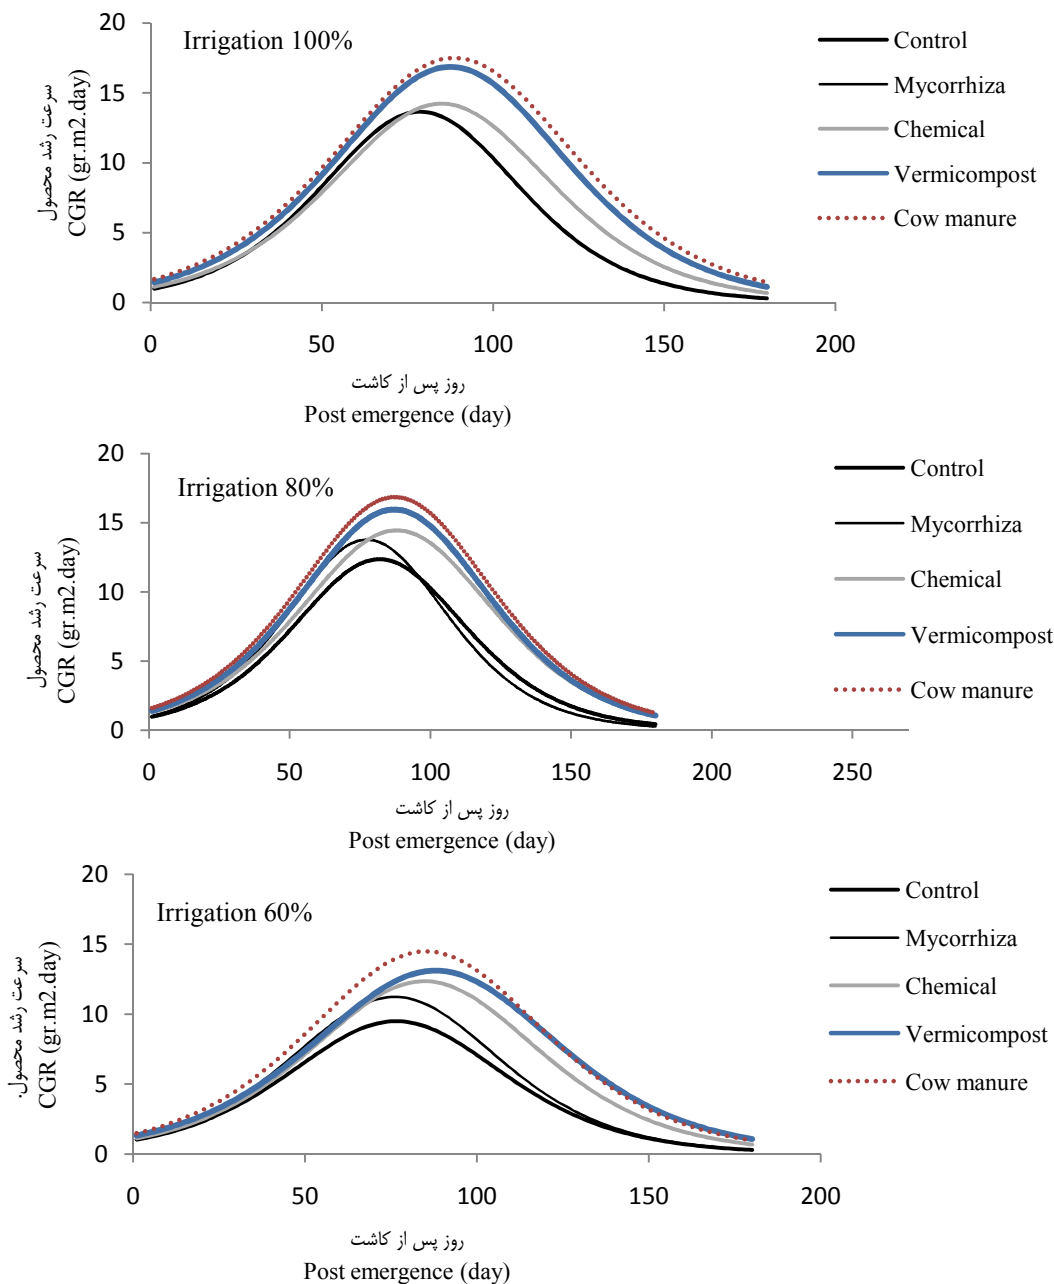 Irrigation 100%
سرعت رشد محصول
CGR (gr.m2.day)
20
15
10
5
0
0 50 100 150 200
روز پس از کاشت
Post emergence (day)
Control
Mycorrhiza
Chemical
Vermicompost
Cow manure
Irrigation 80%
سرعت رشد محصول
CGR (gr.m2.day)
20
15
10
5
0
0 50 100 150 200 250
روز پس از کاشت
Post emergence (day)
Control
Mycorrhiza
Chemical
Vermicompost
Cow manure
Irrigation 60%
سرعت رشد محصول.
CGR (gr.m2.day)
20
15
10
5
0
0 50 100 150 200
روز پس از کاشت
Post emergence (day)
Control
Mycorrhiza
Chemical
Vermicompost
Cow manure